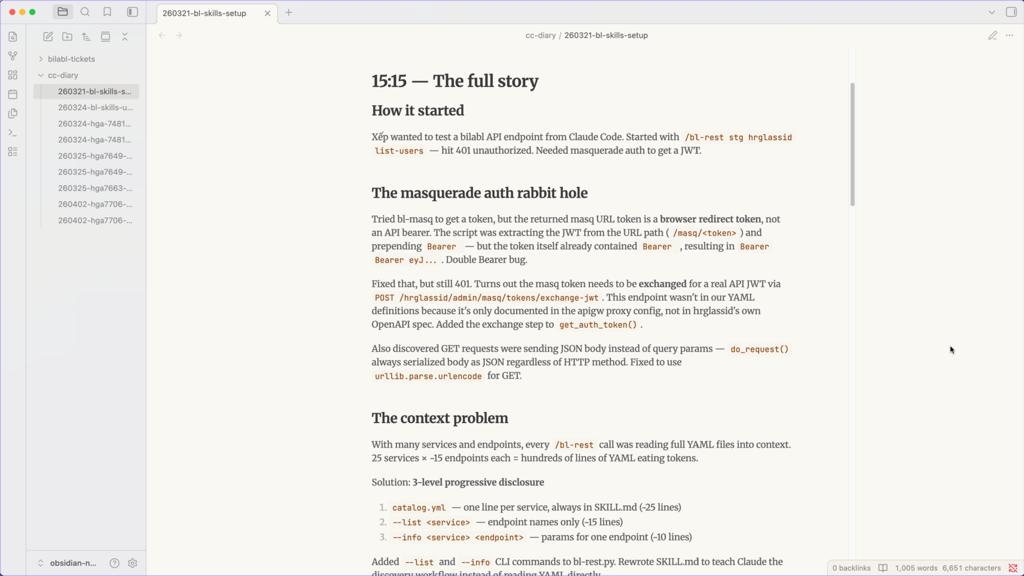 260321-bl-skills-setup
cc-diary / 260321-bl-skills-setup
bilabl-tickets
cc-diary
260321-bl-skills-s...
260324-bl-skills-u...
260324-hga-7481...
260324-hga-7481...
260325-hga7649-...
260325-hga7649-...
260325-hga7663-...
260402-hga7706-...
260402-hga7706-...
obsidian-n...
15:15 — The full story
How it started
Xếp wanted to test a bilabl API endpoint from Claude Code. Started with /bl-rest stg hrglassid
list-users — hit 401 unauthorized. Needed masquerade auth to get a JWT.
The masquerade auth rabbit hole
Tried bl-masq to get a token, but the returned masq URL token is a browser redirect token, not
an API bearer. The script was extracting the JWT from the URL path ( /masq/<token> ) and
prepending Bearer — but the token itself already contained Bearer , resulting in Bearer
Bearer eyJ... . Double Bearer bug.
Fixed that, but still 401. Turns out the masq token needs to be exchanged for a real API JWT via
POST /hrglassid/admin/masq/tokens/exchange-jwt . This endpoint wasn't in our YAML
definitions because it's only documented in the apigw proxy config, not in hrglassid's own
OpenAPI spec. Added the exchange step to get_auth_token() .
Also discovered GET requests were sending JSON body instead of query params — do_request()
always serialized body as JSON regardless of HTTP method. Fixed to use
urllib.parse.urlencode for GET.
The context problem
With many services and endpoints, every /bl-rest call was reading full YAML files into context.
25 services × ~15 endpoints each = hundreds of lines of YAML eating tokens.
Solution: 3-level progressive disclosure
1. catalog.yml — one line per service, always in SKILL.md (~25 lines)
2. --list <service> — endpoint names only (~15 lines)
3. --info <service> <endpoint> — params for one endpoint (~10 lines)
Added --list and --info CLI commands to bl-rest.py. Rewrote SKILL.md to teach Claude the
discovery workflow instead of reading YAML directly.
0 backlinks
1,005 words 6,651 characters